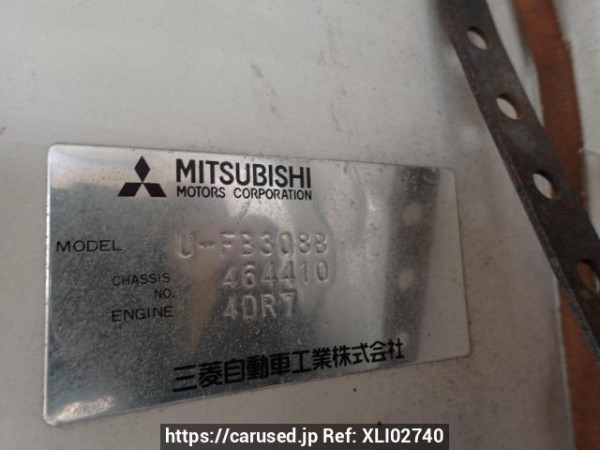 MITSUBISHI
MOTORS CORPORATION
MODEL U-FB308B
CHASSIS NO. 464410
ENGINE 4DR7
三菱自動車工業株式会社
https://carused.jp Ref: XLI02740